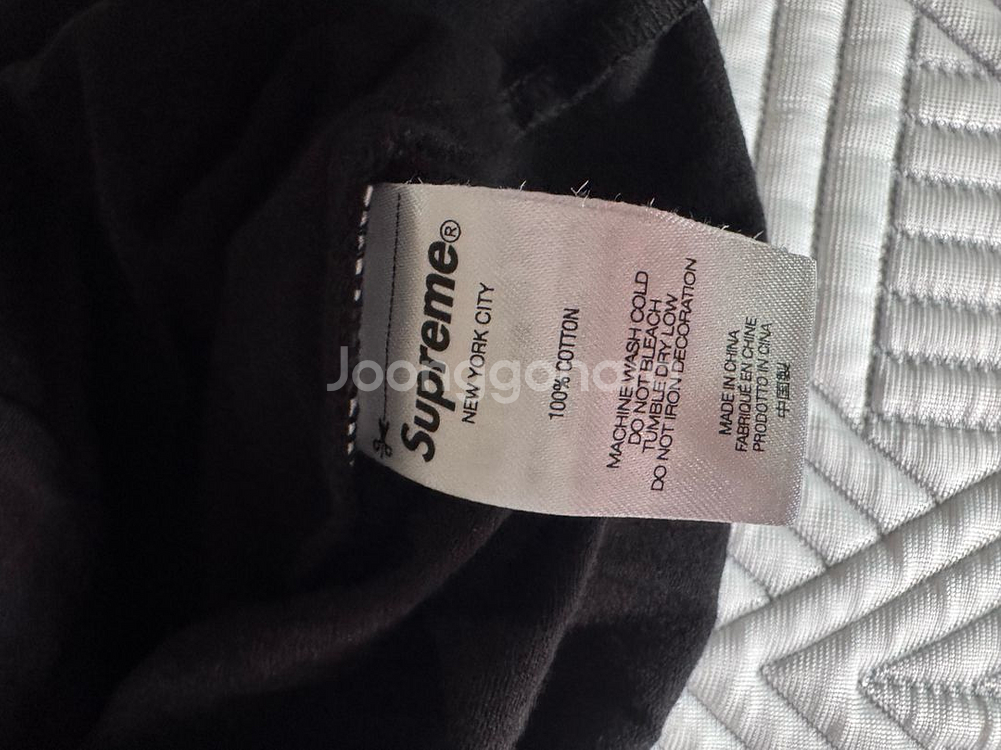 Supreme®
NEW YORK CITY
100% COTTON
MACHINE WASH COLD
DO NOT BLEACH
TUMBLE DRY LOW
DO NOT IRON DECORATION
MADE IN CHINA
FABRIQUÉ EN CHINE
PRODOTTO IN CINA
中国製
Joonggona